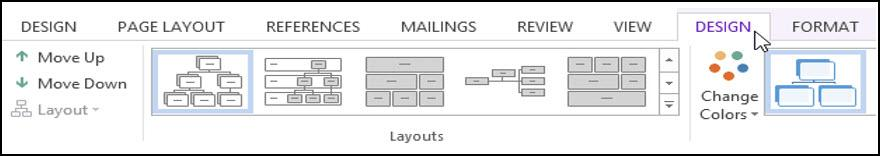 DESIGN PAGE LAYOUT REFERENCES MAILINGS REVIEW VIEW DESIGN FORMAT
Move Up
Move Down
Layout
Change
Colors
Layouts